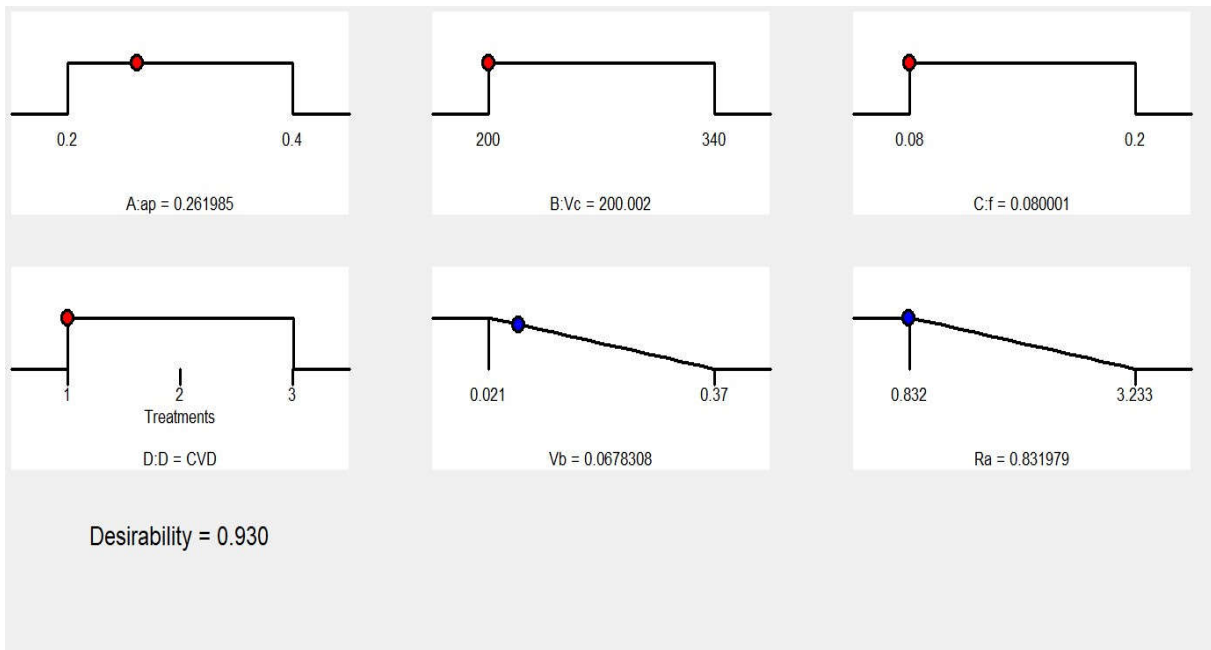 0.2 0.4
A:ap = 0.261985
200 340
B:Vc = 200.002
0.08 0.2
C:f = 0.080001
1 2 3
Treatments
D:D = CVD
0.021 0.37
Vb = 0.0678308
0.832 3.233
Ra = 0.831979
Desirability = 0.930